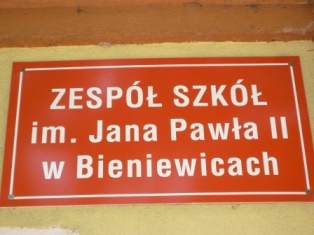 ZESPÓŁ SZKÓŁ
im. Jana Pawła II
w Bieniewicach